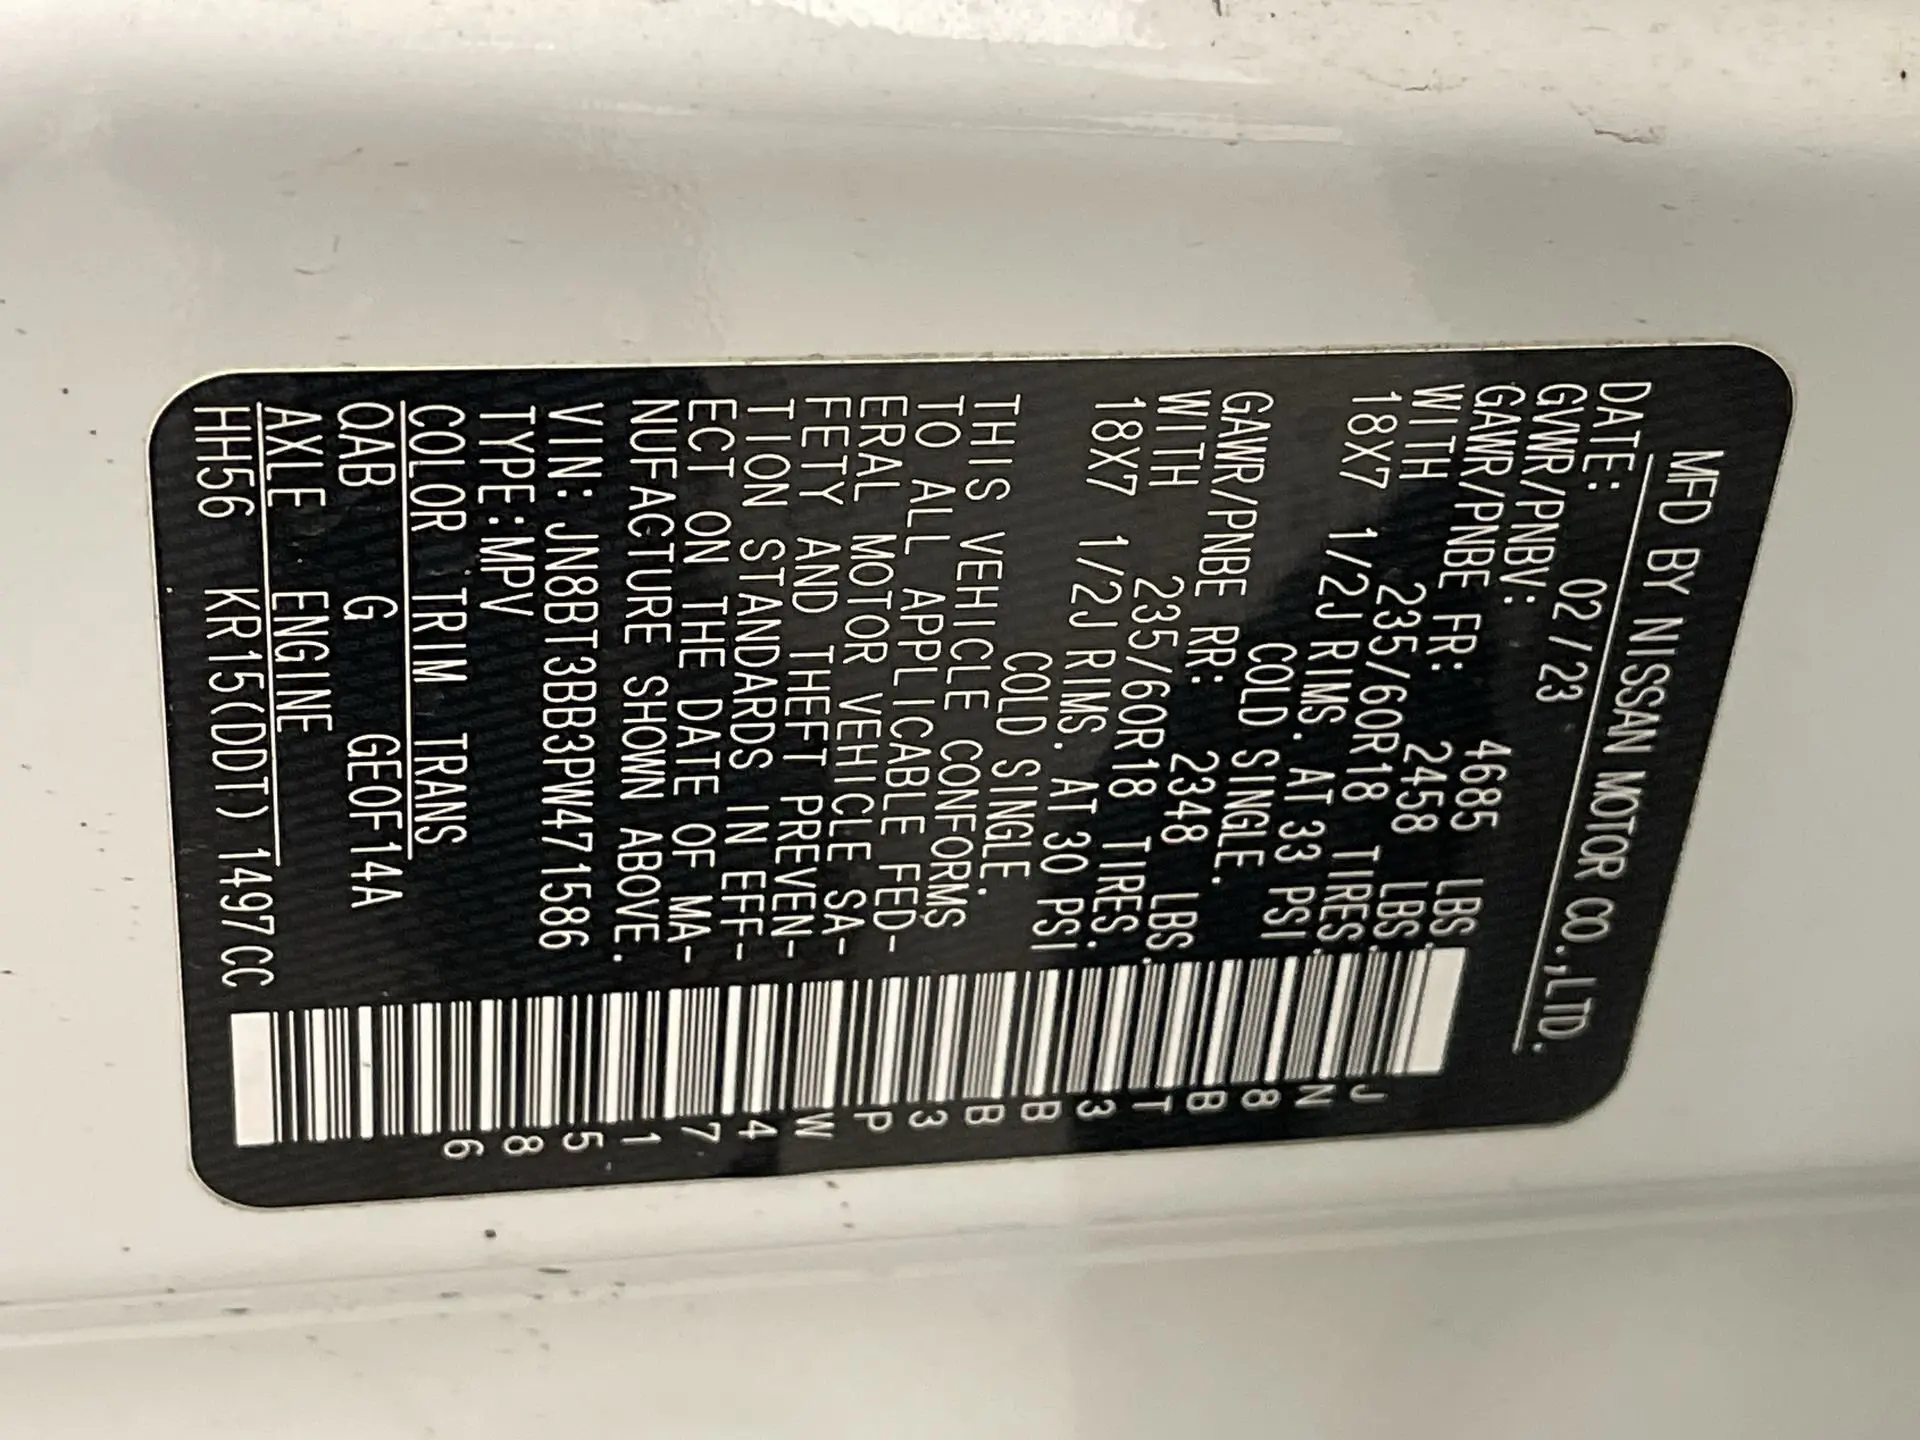 MFD BY NISSAN MOTOR CO.,LTD.
DATE: 02/23
GVWR/PNBV: 4685 LBS.
GAWR/PNBE FR: 2458 LBS.
WITH 235/60R18 TIRES.
18X7 1/2J RIMS. AT 33 PSI
COLD SINGLE.
GAWR/PNBE RR: 2348 LBS.
WITH 235/60R18 TIRES.
18X7 1/2J RIMS. AT 30 PSI
COLD SINGLE.
THIS VEHICLE CONFORMS
TO ALL APPLICABLE FED-
ERAL MOTOR VEHICLE SA-
FETY AND THEFT PREVEN-
TION STANDARDS IN EFF-
ECT ON THE DATE OF MA-
NUFACTURE SHOWN ABOVE.
VIN: JN8BT3BB3PW471586
TYPE:MPV
COLOR TRIM TRANS
QAB G GE0F14A
AXLE ENGINE
HH56 KR15(DDT) 1497CC
JN8BT3BB3PW471586